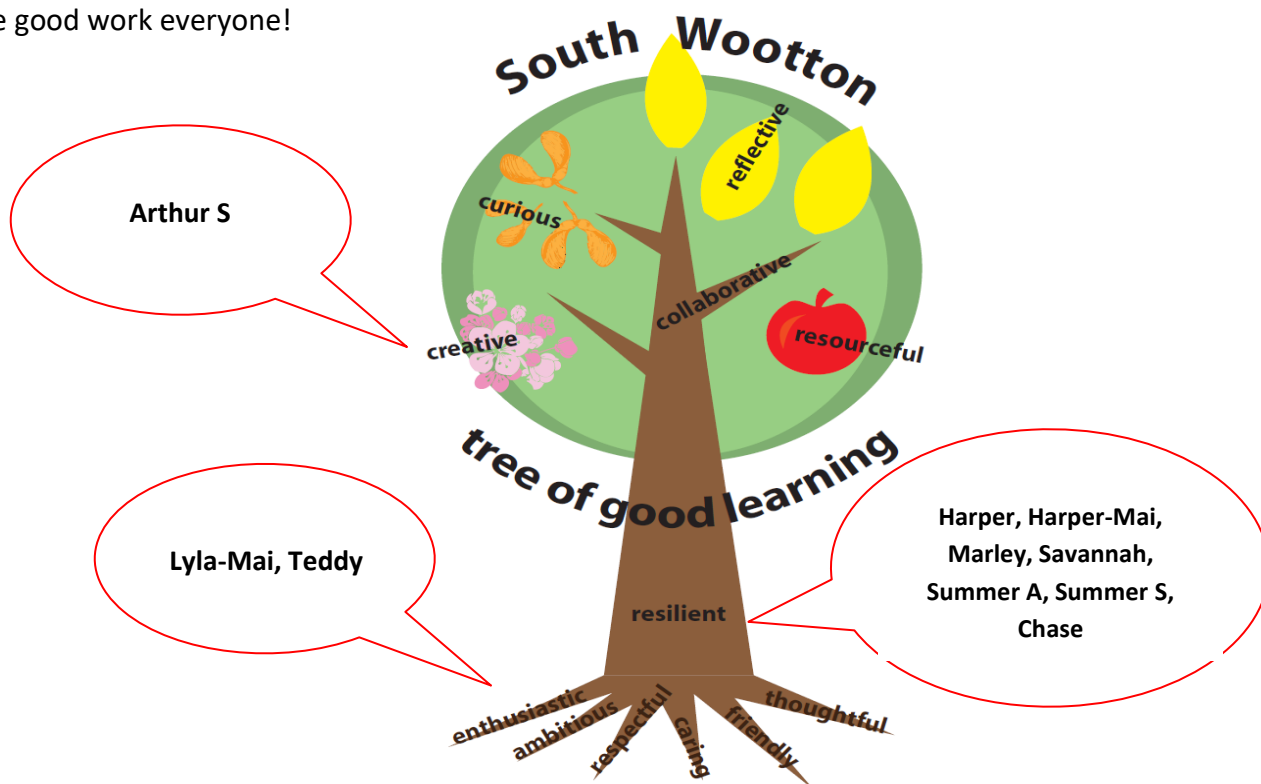 e good work everyone!
South Wootton
reflective
curious
Arthur S
collaborative
creative
resourceful
tree of good learning
Harper, Harper-Mai,
Marley, Savannah,
Summer A, Summer S,
Chase
Lyla-Mai, Teddy
resilient
enthusiastic
ambitious
respectful
caring
friendly
thoughtful